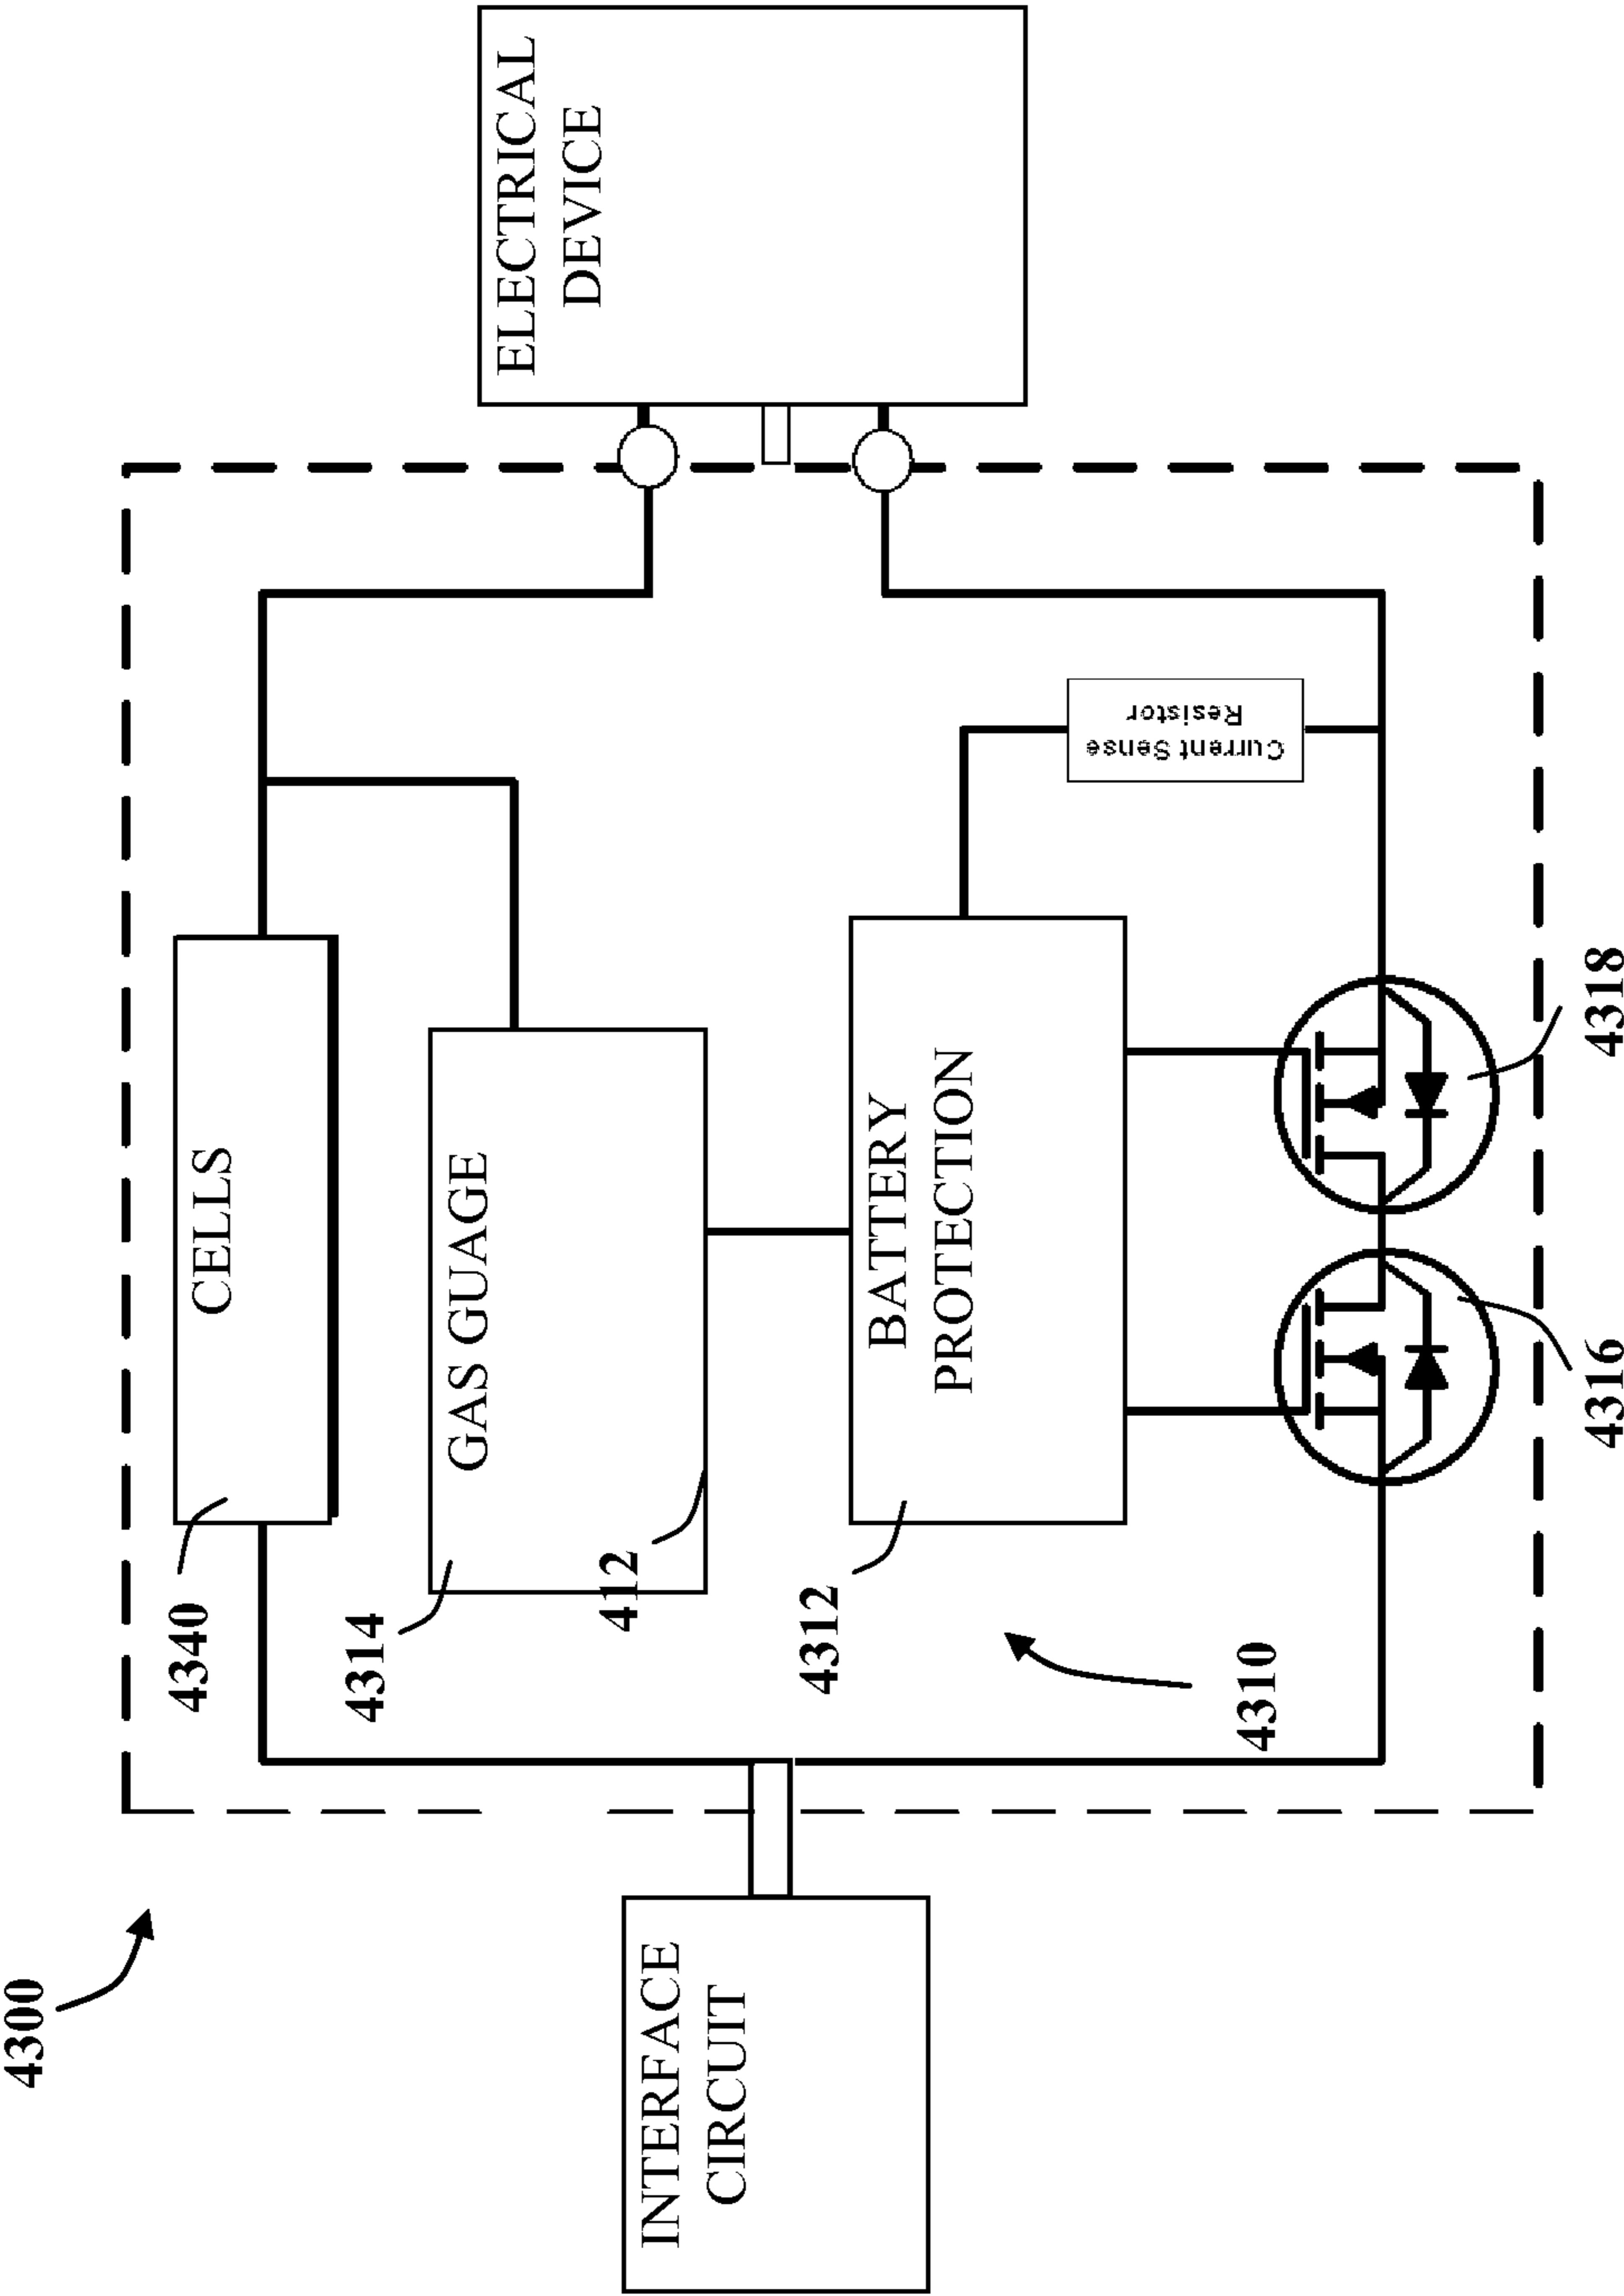 4300
INTERFACE
CIRCUIT
4340
CELLS
4314
GAS GUAGE
412
4312
BATTERY
PROTECTION
4310
4316
4318
Current Sense
Resistor
ELECTRICAL
DEVICE